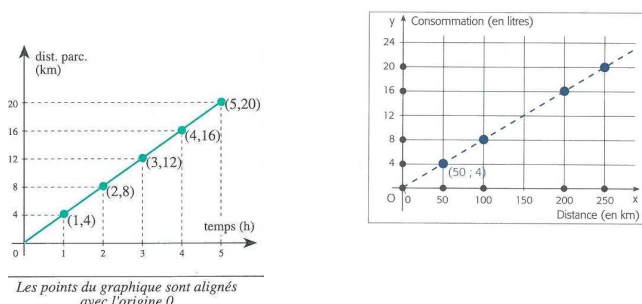 dist. parc.
(km)
20
16
12
8
4
0
(5,20)
(4,16)
(3,12)
(2,8)
(1,4)
temps (h)
1 2 3 4 5
Les points du graphique sont alignés
avec l'origine 0
y Consommation (en litres)
24
20
16
12
8
4
(50 ; 4)
O 0 50 100 150 200 250 x
Distance (en km)